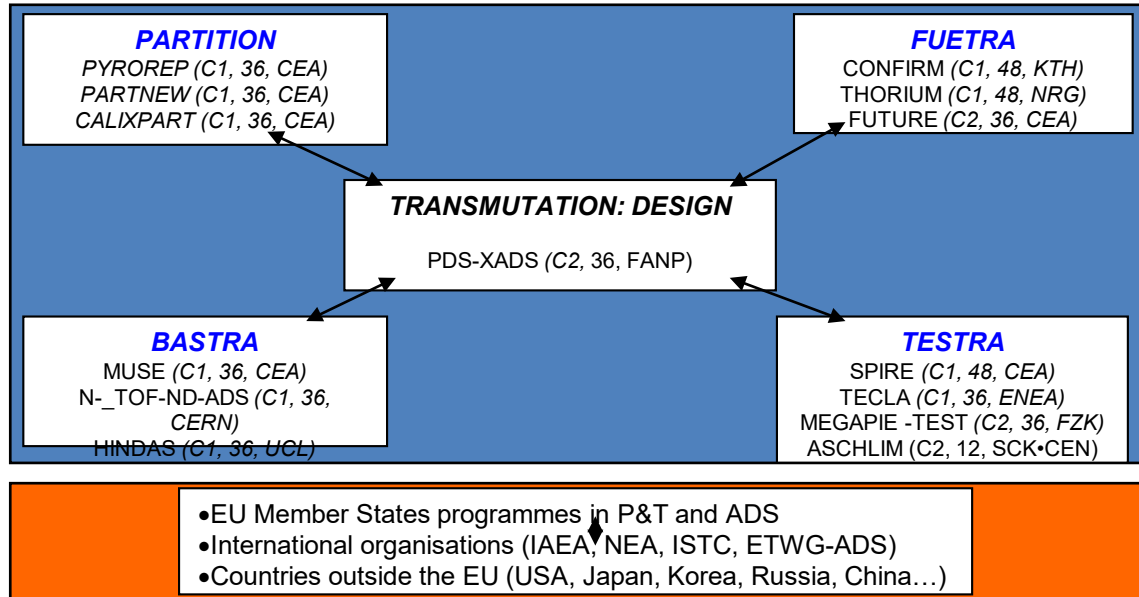 PARTITION
PYROREP (C1, 36, CEA)
PARTNEW (C1, 36, CEA)
CALIXPART (C1, 36, CEA)
FUETRA
CONFIRM (C1, 48, KTH)
THORIUM (C1, 48, NRG)
FUTURE (C2, 36, CEA)
TRANSMUTATION: DESIGN
PDS-XADS (C2, 36, FANP)
BASTRA
MUSE (C1, 36, CEA)
N-_TOF-ND-ADS (C1, 36,
CERN)
HINDAS (C1, 36, UCL)
TESTRA
SPIRE (C1, 48, CEA)
TECLA (C1, 36, ENEA)
MEGAPIE -TEST (C2, 36, FZK)
ASCHLIM (C2, 12, SCK•CEN)
•EU Member States programmes in P&T and ADS
•International organisations (IAEA, NEA, ISTC, ETWG-ADS)
•Countries outside the EU (USA, Japan, Korea, Russia, China…)